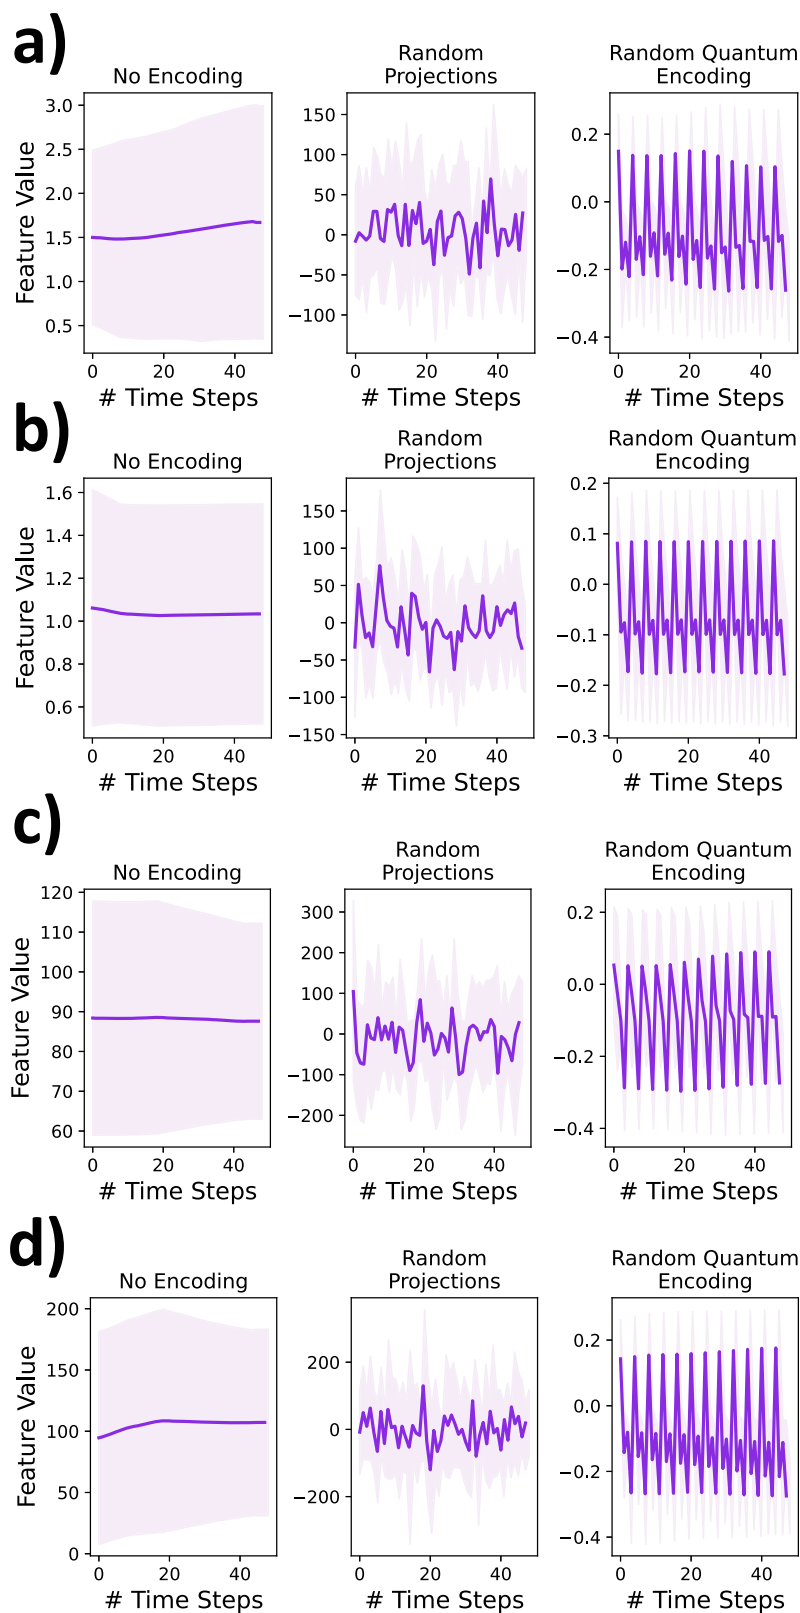 a)
No Encoding
Random
Projections
Random Quantum
Encoding
Feature Value
3.0
2.5
2.0
1.5
1.0
0.5
0 40
# Time Steps
150
100
50
0
−50
−100
0 20 40
# Time Steps
0.2
0.0
−0.2
−0.4
0 20 40
# Time Steps
b)
No Encoding
Random
Projections
Random Quantum
Encoding
Feature Value
1.6
1.4
1.2
1.0
0.8
0.6
0 20 40
# Time Steps
150
100
50
0
−50
−100
−150
0 20 40
# Time Steps
0.2
0.1
0.0
−0.1
−0.2
−0.3
0 20 40
# Time Steps
c)
No Encoding
Random
Projections
Random Quantum
Encoding
Feature Value
120
110
100
90
80
70
60
0 20 40
# Time Steps
300
200
100
0
−100
−200
0 20 40
# Time Steps
0.2
0.0
−0.2
−0.4
0 20 40
# Time Steps
d)
No Encoding
Random
Projections
Random Quantum
Encoding
Feature Value
200
150
100
50
0
0 20 40
# Time Steps
200
0
−200
0 20 40
# Time Steps
0.2
0.0
−0.2
−0.4
0 20 40
# Time Steps